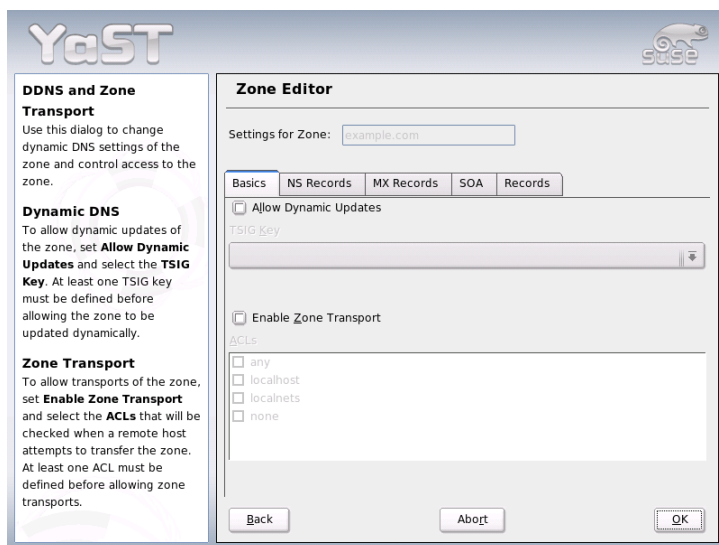 YaST
SUSE
DDNS and Zone
Transport
Use this dialog to change
dynamic DNS settings of the
zone and control access to the
zone.
Dynamic DNS
To allow dynamic updates of
the zone, set Allow Dynamic
Updates and select the TSIG
Key. At least one TSIG key
must be defined before
allowing the zone to be
updated dynamically.
Zone Transport
To allow transports of the zone,
set Enable Zone Transport
and select the ACLs that will be
checked when a remote host
attempts to transfer the zone.
At least one ACL must be
defined before allowing zone
transports.
Zone Editor
Settings for Zone: example.com
Basics NS Records MX Records SOA Records
Allow Dynamic Updates
TSIG Key
Enable Zone Transport
ACLs
any
localhost
localnets
none
Back Abort OK